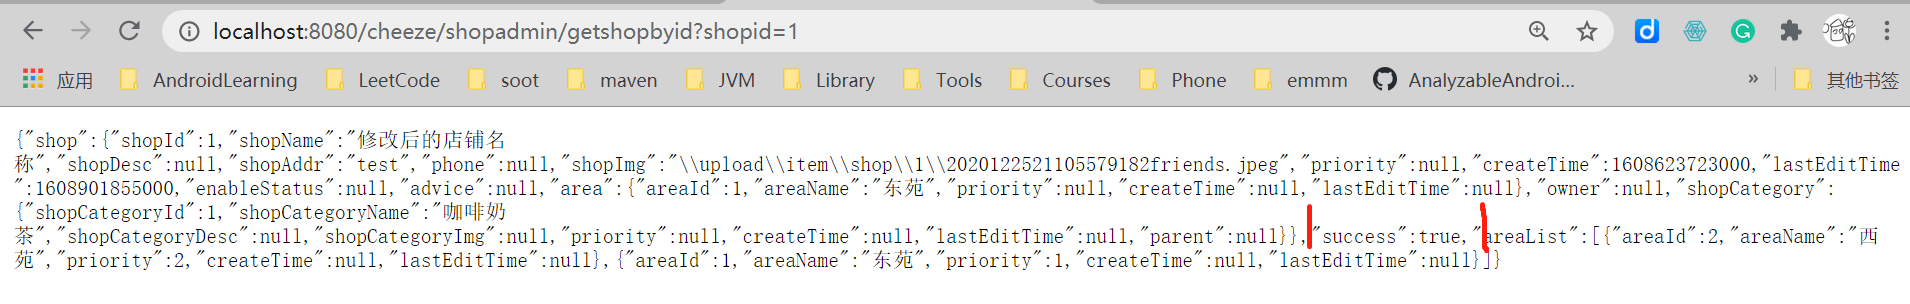 localhost:8080/cheeze/shopadmin/getshopbyid?shopid=1
应用 AndroidLearning LeetCode soot maven JVM Library Tools Courses Phone emmm AnalyzableAndroi... » 其他书签
{"shop":{"shopId":1,"shopName":"修改后的店铺名
称","shopDesc":null,"shopAddr":"test","phone":null,"shopImg":"\\upload\\item\\shop\\1\\2020122521105579182friends.jpeg","priority":null,"createTime":1608623723000,"lastEditTime
":1608901855000,"enableStatus":null,"advice":null,"area":{"areaId":1,"areaName":"东苑","priority":null,"createTime":null,"lastEditTime":null},"owner":null,"shopCategory":
{"shopCategoryId":1,"shopCategoryName":"咖啡奶
茶","shopCategoryDesc":null,"shopCategoryImg":null,"priority":null,"createTime":null,"lastEditTime":null,"parent":null}},"success":true,"areaList":[{"areaId":2,"areaName":"西
苑","priority":2,"createTime":null,"lastEditTime":null},{"areaId":1,"areaName":"东苑","priority":1,"createTime":null,"lastEditTime":null}]}